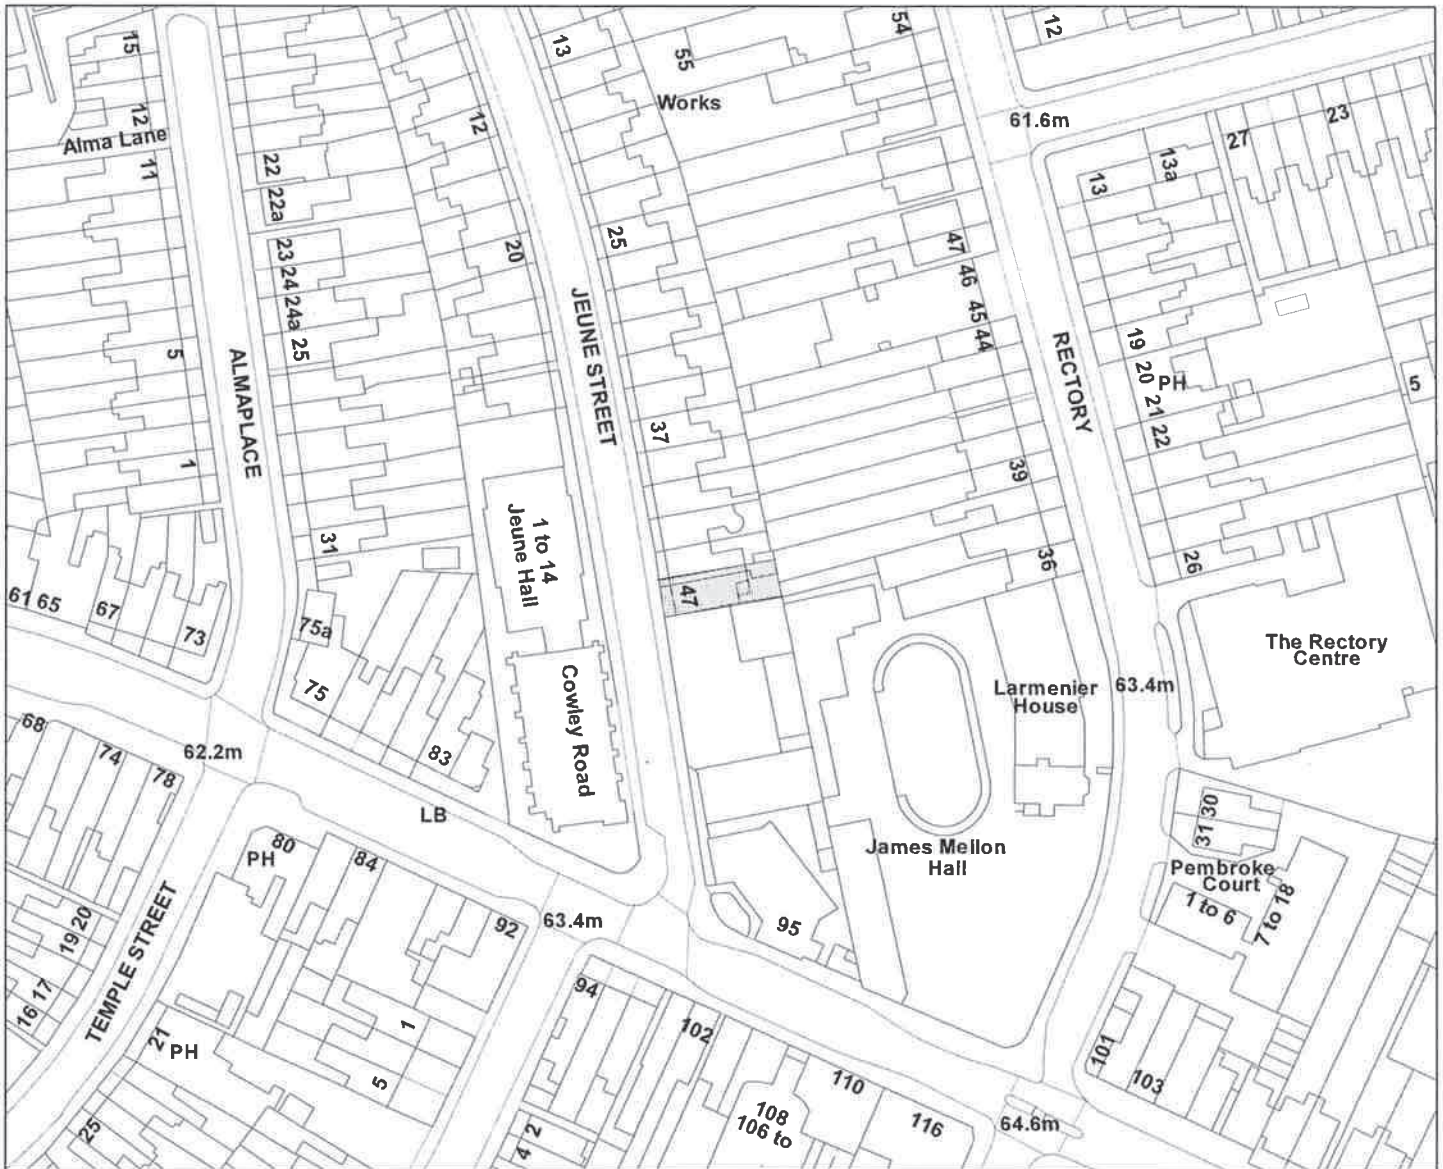 15
12
Alma Lane
11
5
1
22
22a
23
24
24a
25
31
ALMAPLACE
12
20
13
55
Works
54
25
37
47
JEUNE STREET
1 to 14
Jeune Hall
Cowley Road
12
61.6m
13
13a
27
23
47
46
45
44
39
36
RECTORY
19
20
PH
21
22
26
5
The Rectory
Centre
61
65
67
73
75a
75
83
68
74
78
62.2m
LB
Larmenier
House
63.4m
James Mellon
Hall
31
30
Pembroke
Court
1 to 6
7 to 18
80
PH
84
92
63.4m
95
19
20
16
17
TEMPLE STREET
21
PH
25
1
5
94
102
2
4
108
106 to
110
116
64.6m
101
103